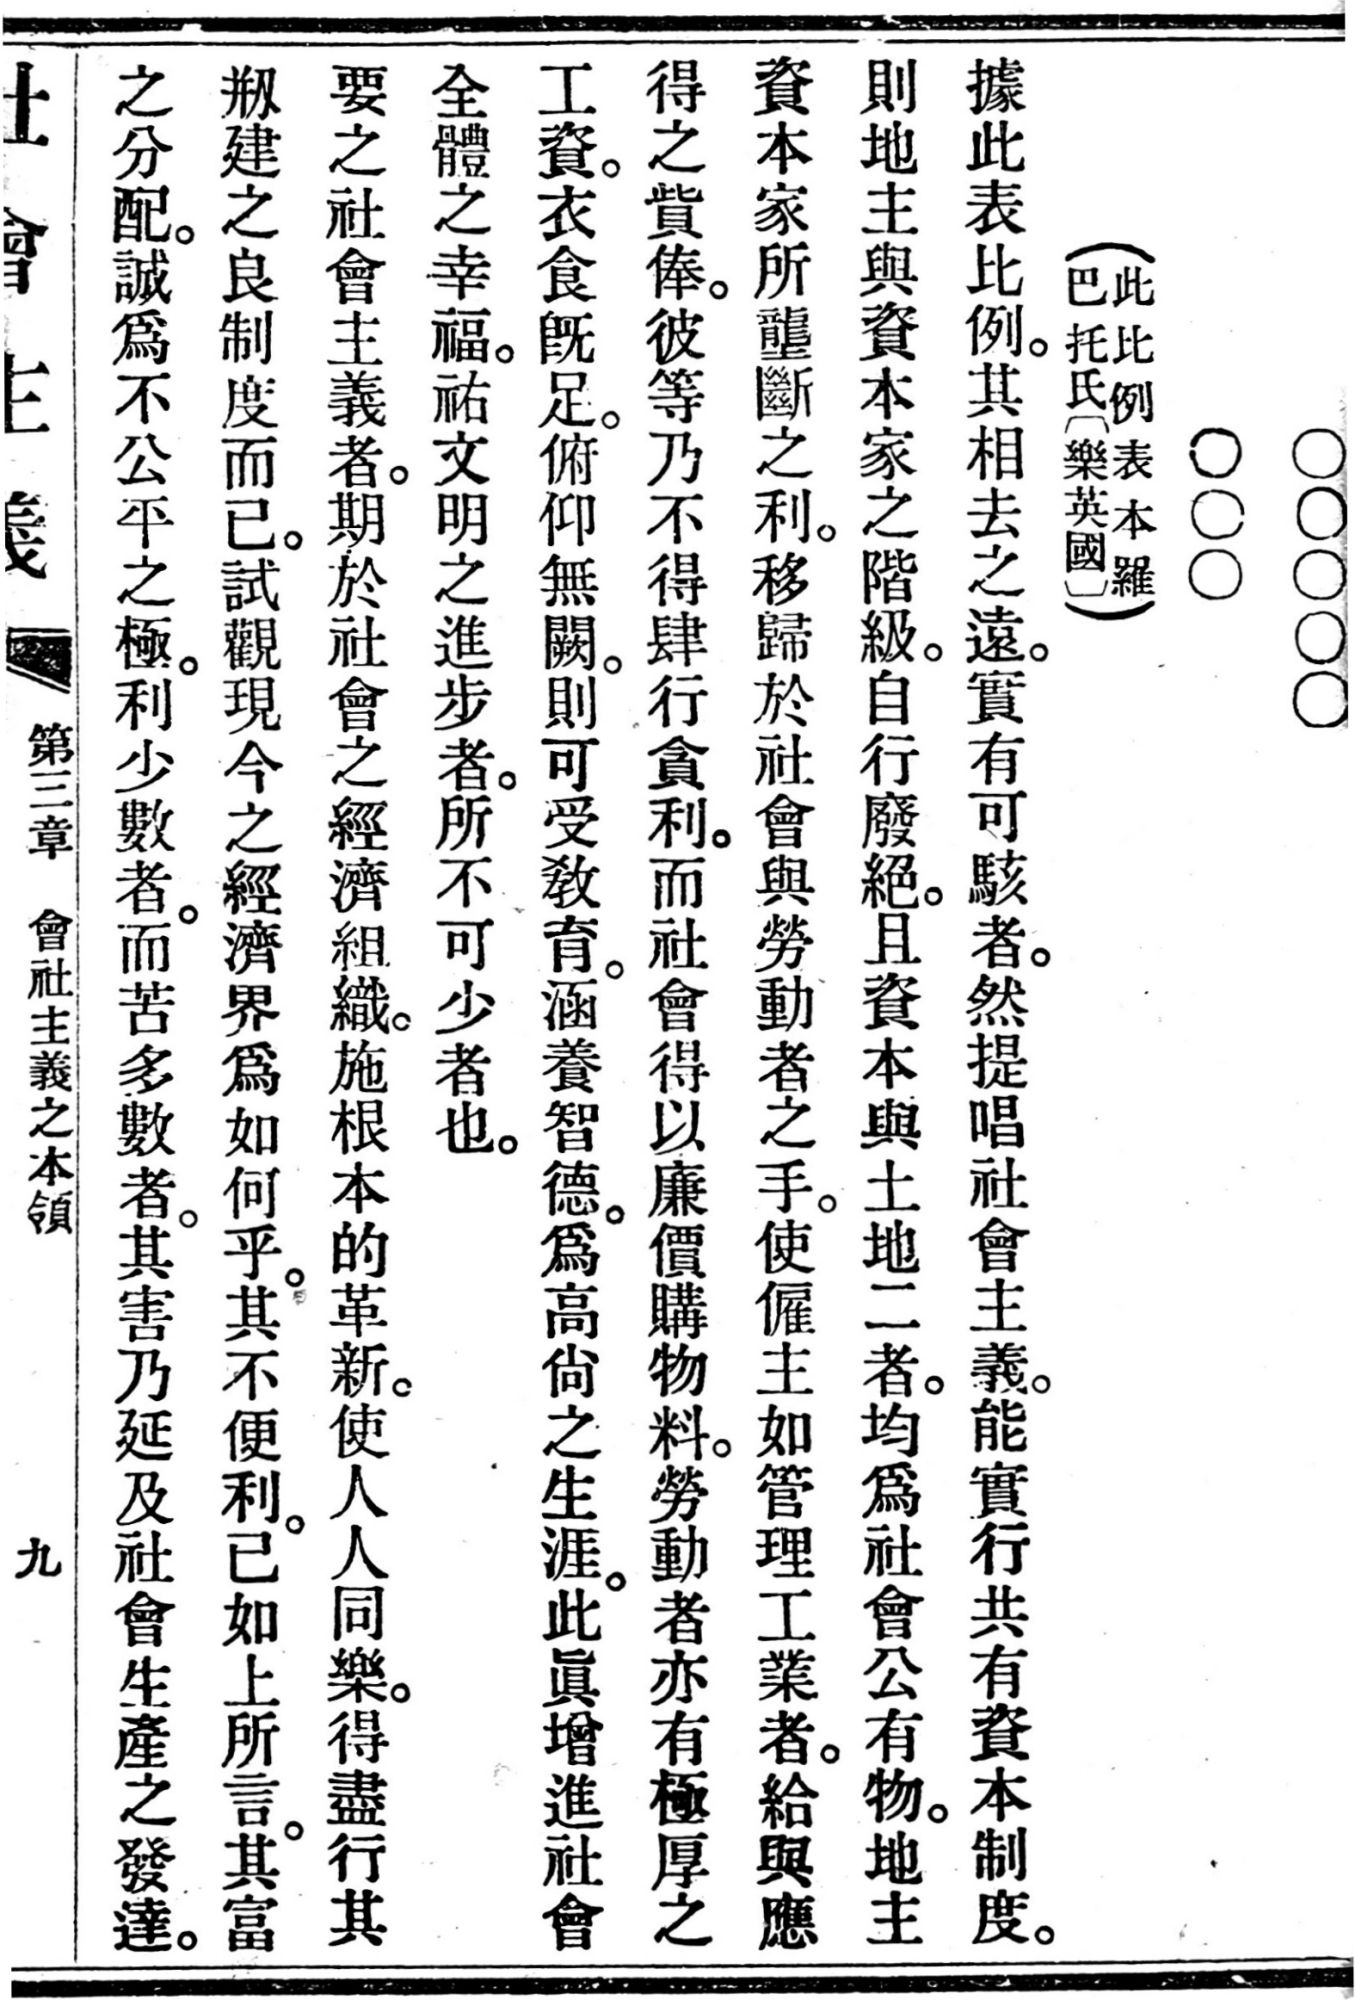 ○○○○○
○○○
(此比例表本羅
巴托氏〔樂英國〕)
據此表比例。其相去之遠。實有可駭者。然提唱社會主義。能實行共有資本制度。
則地主與資本家之階級。自行廢絕。且資本與土地二者。均爲社會公有物。地主
資本家所壟斷之利。移歸於社會與勞動者之手。使僱主如管理工業者。給與應
得之貲俸。彼等乃不得肆行貪利。而社會得以廉價購物料。勞動者亦有極厚之
工資。衣食旣足。俯仰無闕。則可受敎育。涵養智德。爲高尙之生涯。此眞增進社會
全體之幸福。祐文明之進步者。所不可少者也。
要之社會主義者。期於社會之經濟組織。施根本的革新。使人人同樂。得盡行其
剏建之良制度而已。試觀現今之經濟界爲如何乎。其不便利。已如上所言。其富
之分配。誠爲不公平之極。利少數者。而苦多數者。其害乃延及社會生產之發達。
社會主義 第三章 會社主義之本領 九